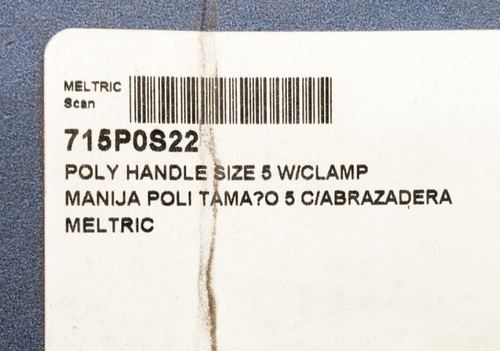 MELTRIC
Scan
715P0S22
POLY HANDLE SIZE 5 W/CLAMP
MANIJA POLI TAMA?O 5 C/ABRAZADERA
MELTRIC